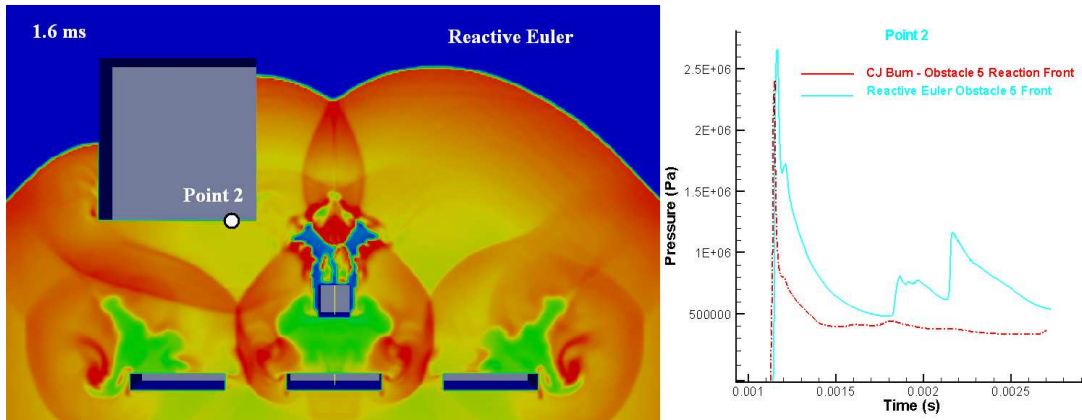 1.6 ms
Reactive Euler
Point 2
Point 2
CJ Burn - Obstacle 5 Reaction Front
Reactive Euler Obstacle 5 Front
2.5E+06
2E+06
1.5E+06
1E+06
500000
Pressure (Pa)
0.001 0.0015 0.002 0.0025
Time (s)